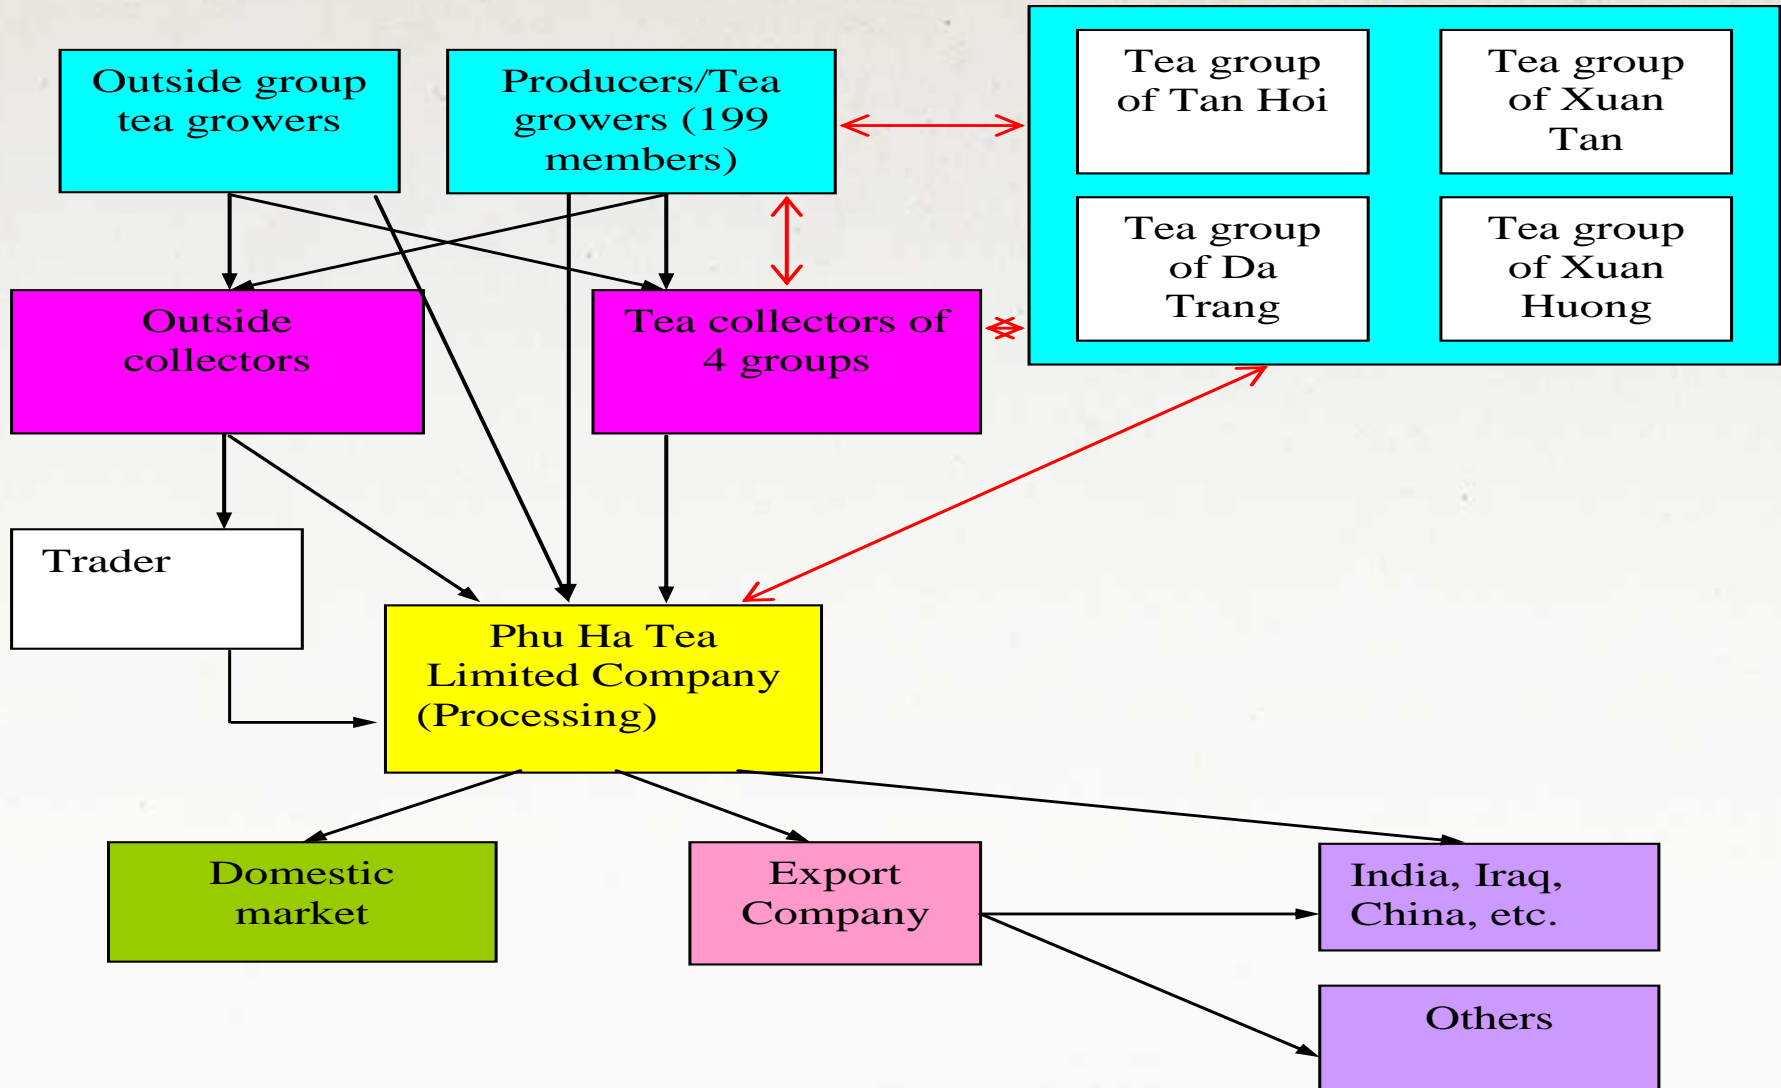 Outside group
tea growers
Producers/Tea
growers (199
members)
Tea group
of Tan Hoi
Tea group
of Xuan
Tan
Tea group
of Da
Trang
Tea group
of Xuan
Huong
Outside
collectors
Tea collectors of
4 groups
Trader
Phu Ha Tea
Limited Company
(Processing)
Domestic
market
Export
Company
India, Iraq,
China, etc.
Others